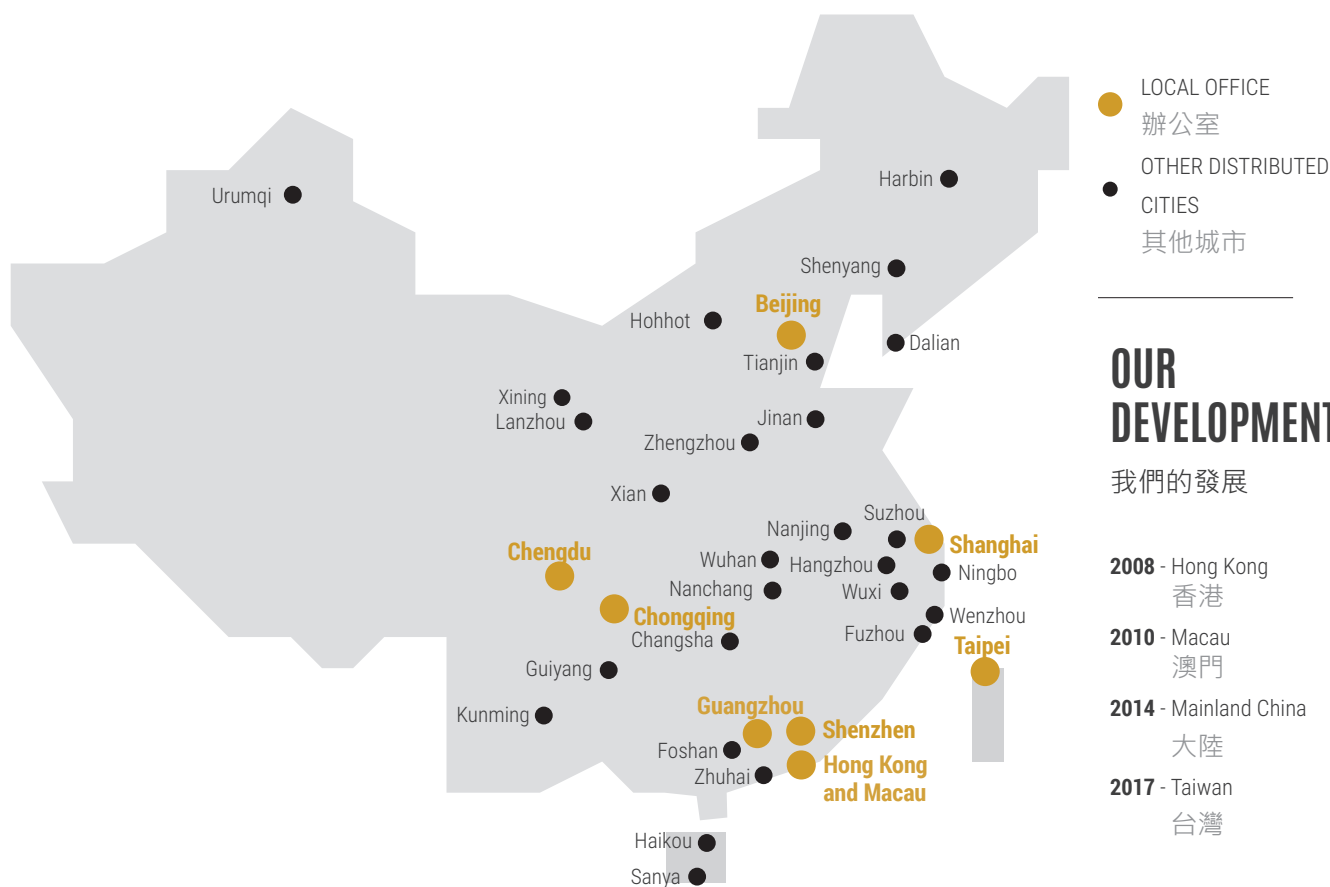 LOCAL OFFICE
辦公室
OTHER DISTRIBUTED
CITIES
其他城市
Harbin
Urumqi
Shenyang
Beijing
Hohhot
Dalian
Tianjin
Xining
Lanzhou
Jinan
Zhengzhou
Xian
Suzhou
Nanjing
Shanghai
Chengdu
Wuhan
Hangzhou
Ningbo
Nanchang
Wuxi
Chongqing
Wenzhou
Changsha
Fuzhou
Taipei
Guiyang
Guangzhou
Kunming
Shenzhen
Foshan
Hong Kong
and Macau
Zhuhai
Haikou
Sanya
OUR
DEVELOPMENT
我們的發展
2008 - Hong Kong
香港
2010 - Macau
澳門
2014 - Mainland China
大陸
2017 - Taiwan
台灣